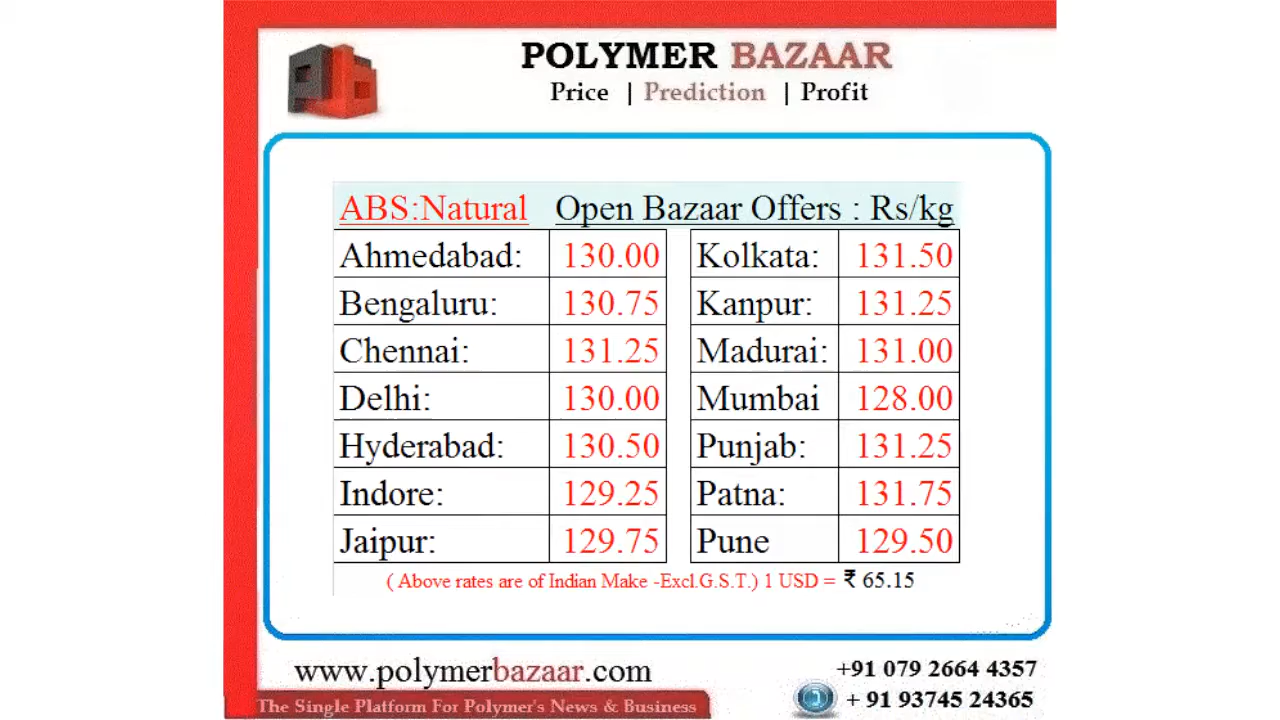 POLYMER BAZAAR
Price | Prediction | Profit
ABS:Natural Open Bazaar Offers : Rs/kg
Ahmedabad: 130.00 Kolkata: 131.50
Bengaluru: 130.75 Kanpur: 131.25
Chennai: 131.25 Madurai: 131.00
Delhi: 130.00 Mumbai 128.00
Hyderabad: 130.50 Punjab: 131.25
Indore: 129.25 Patna: 131.75
Jaipur: 129.75 Pune 129.50
( Above rates are of Indian Make -Excl.G.S.T.) 1 USD = ₹ 65.15
www.polymerbazaar.com
+91 079 2664 4357
The Single Platform For Polymer's News & Business
+ 91 93745 24365